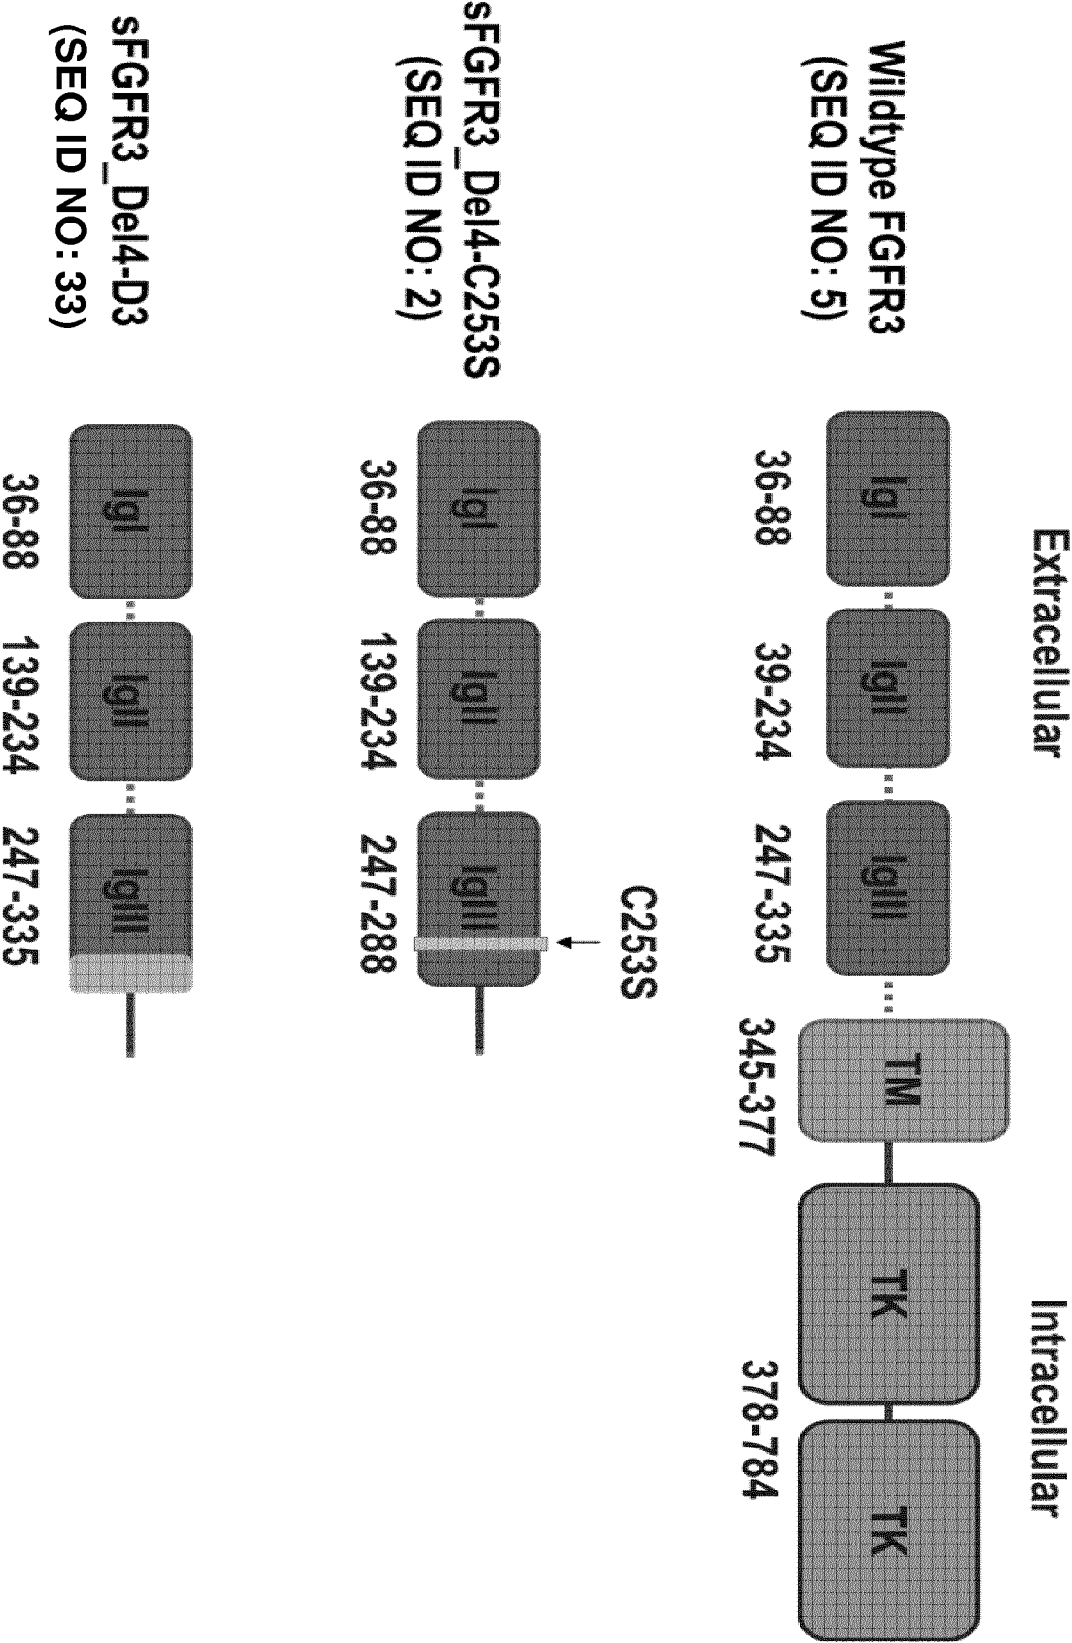 Extracellular
Intracellular
Wildtype FGFR3
(SEQ ID NO: 5)
IgI
IgII
IgIII
TM
TK
TK
36-88
39-234
247-335
345-377
378-784
C253S
sFGFR3_Del4-C253S
(SEQ ID NO: 2)
IgI
IgII
IgIII
36-88
139-234
247-288
sFGFR3_Del4-D3
(SEQ ID NO: 33)
IgI
IgII
IgIII
36-88
139-234
247-335